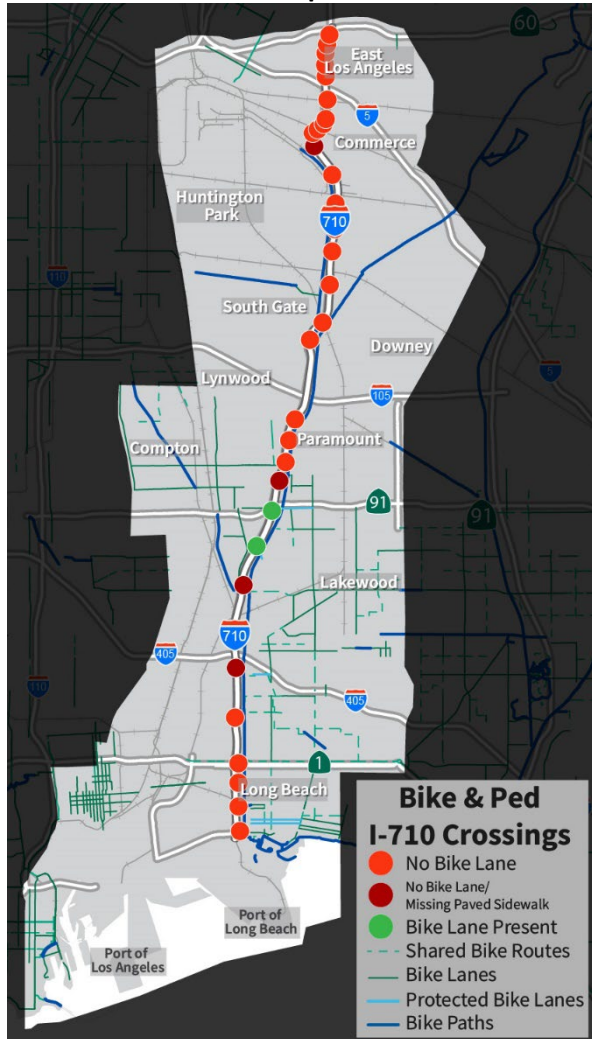 60
East
Los Angeles
5
Commerce
Huntington
Park
710
110
South Gate
Downey
5
Lynwood
105
Compton
Paramount
91
91
Lakewood
710
405
110
405
1
Long Beach
Port of
Long Beach
Port of
Los Angeles
Bike & Ped
I-710 Crossings
No Bike Lane
No Bike Lane/
Missing Paved Sidewalk
Bike Lane Present
Shared Bike Routes
Bike Lanes
Protected Bike Lanes
Bike Paths